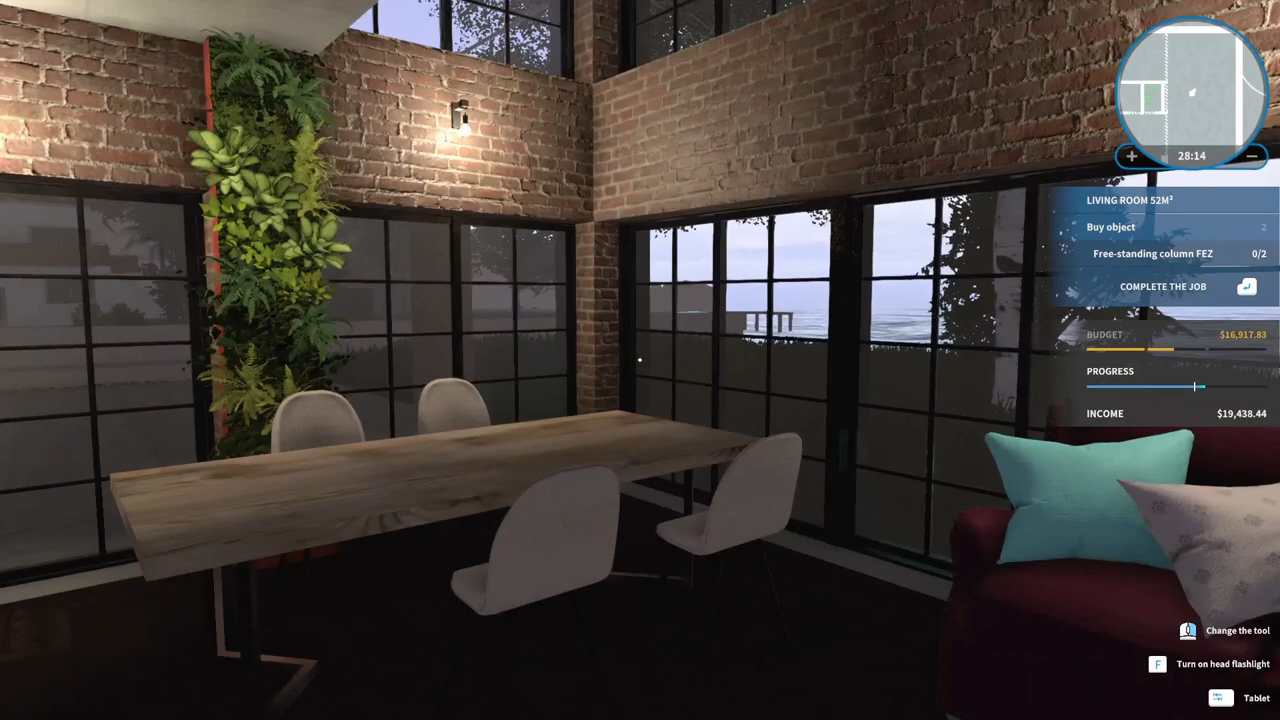 28:14
LIVING ROOM 52M²
Buy object 2
Free-standing column FEZ 0/2
COMPLETE THE JOB
BUDGET $16,917.83
PROGRESS
INCOME $19,438.44
Change the tool
F Turn on head flashlight
Tablet